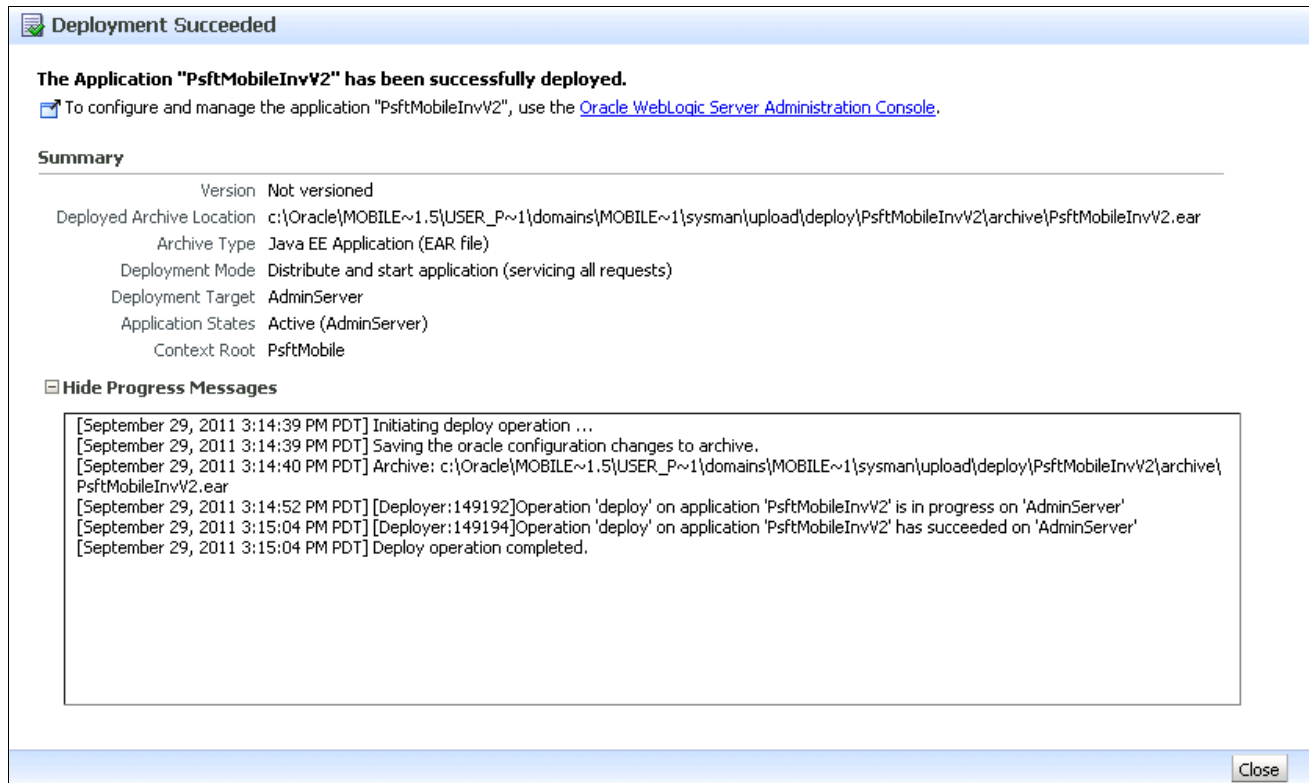 Deployment Succeeded
The Application "PsftMobileInvV2" has been successfully deployed.
To configure and manage the application "PsftMobileInvV2", use the Oracle WebLogic Server Administration Console.
Summary
Version Not versioned
Deployed Archive Location c:\Oracle\MOBILE~1.5\USER_P~1\domains\MOBILE~1\sysman\upload\deploy\PsftMobileInvV2\archive\PsftMobileInvV2.ear
Archive Type Java EE Application (EAR file)
Deployment Mode Distribute and start application (servicing all requests)
Deployment Target AdminServer
Application States Active (AdminServer)
Context Root PsftMobile
Hide Progress Messages
[September 29, 2011 3:14:39 PM PDT] Initiating deploy operation ...
[September 29, 2011 3:14:39 PM PDT] Saving the oracle configuration changes to archive.
[September 29, 2011 3:14:40 PM PDT] Archive: c:\Oracle\MOBILE~1.5\USER_P~1\domains\MOBILE~1\sysman\upload\deploy\PsftMobileInvV2\archive\
PsftMobileInvV2.ear
[September 29, 2011 3:14:52 PM PDT] [Deployer:149192]Operation 'deploy' on application 'PsftMobileInvV2' is in progress on 'AdminServer'
[September 29, 2011 3:15:04 PM PDT] [Deployer:149194]Operation 'deploy' on application 'PsftMobileInvV2' has succeeded on 'AdminServer'
[September 29, 2011 3:15:04 PM PDT] Deploy operation completed.
Close